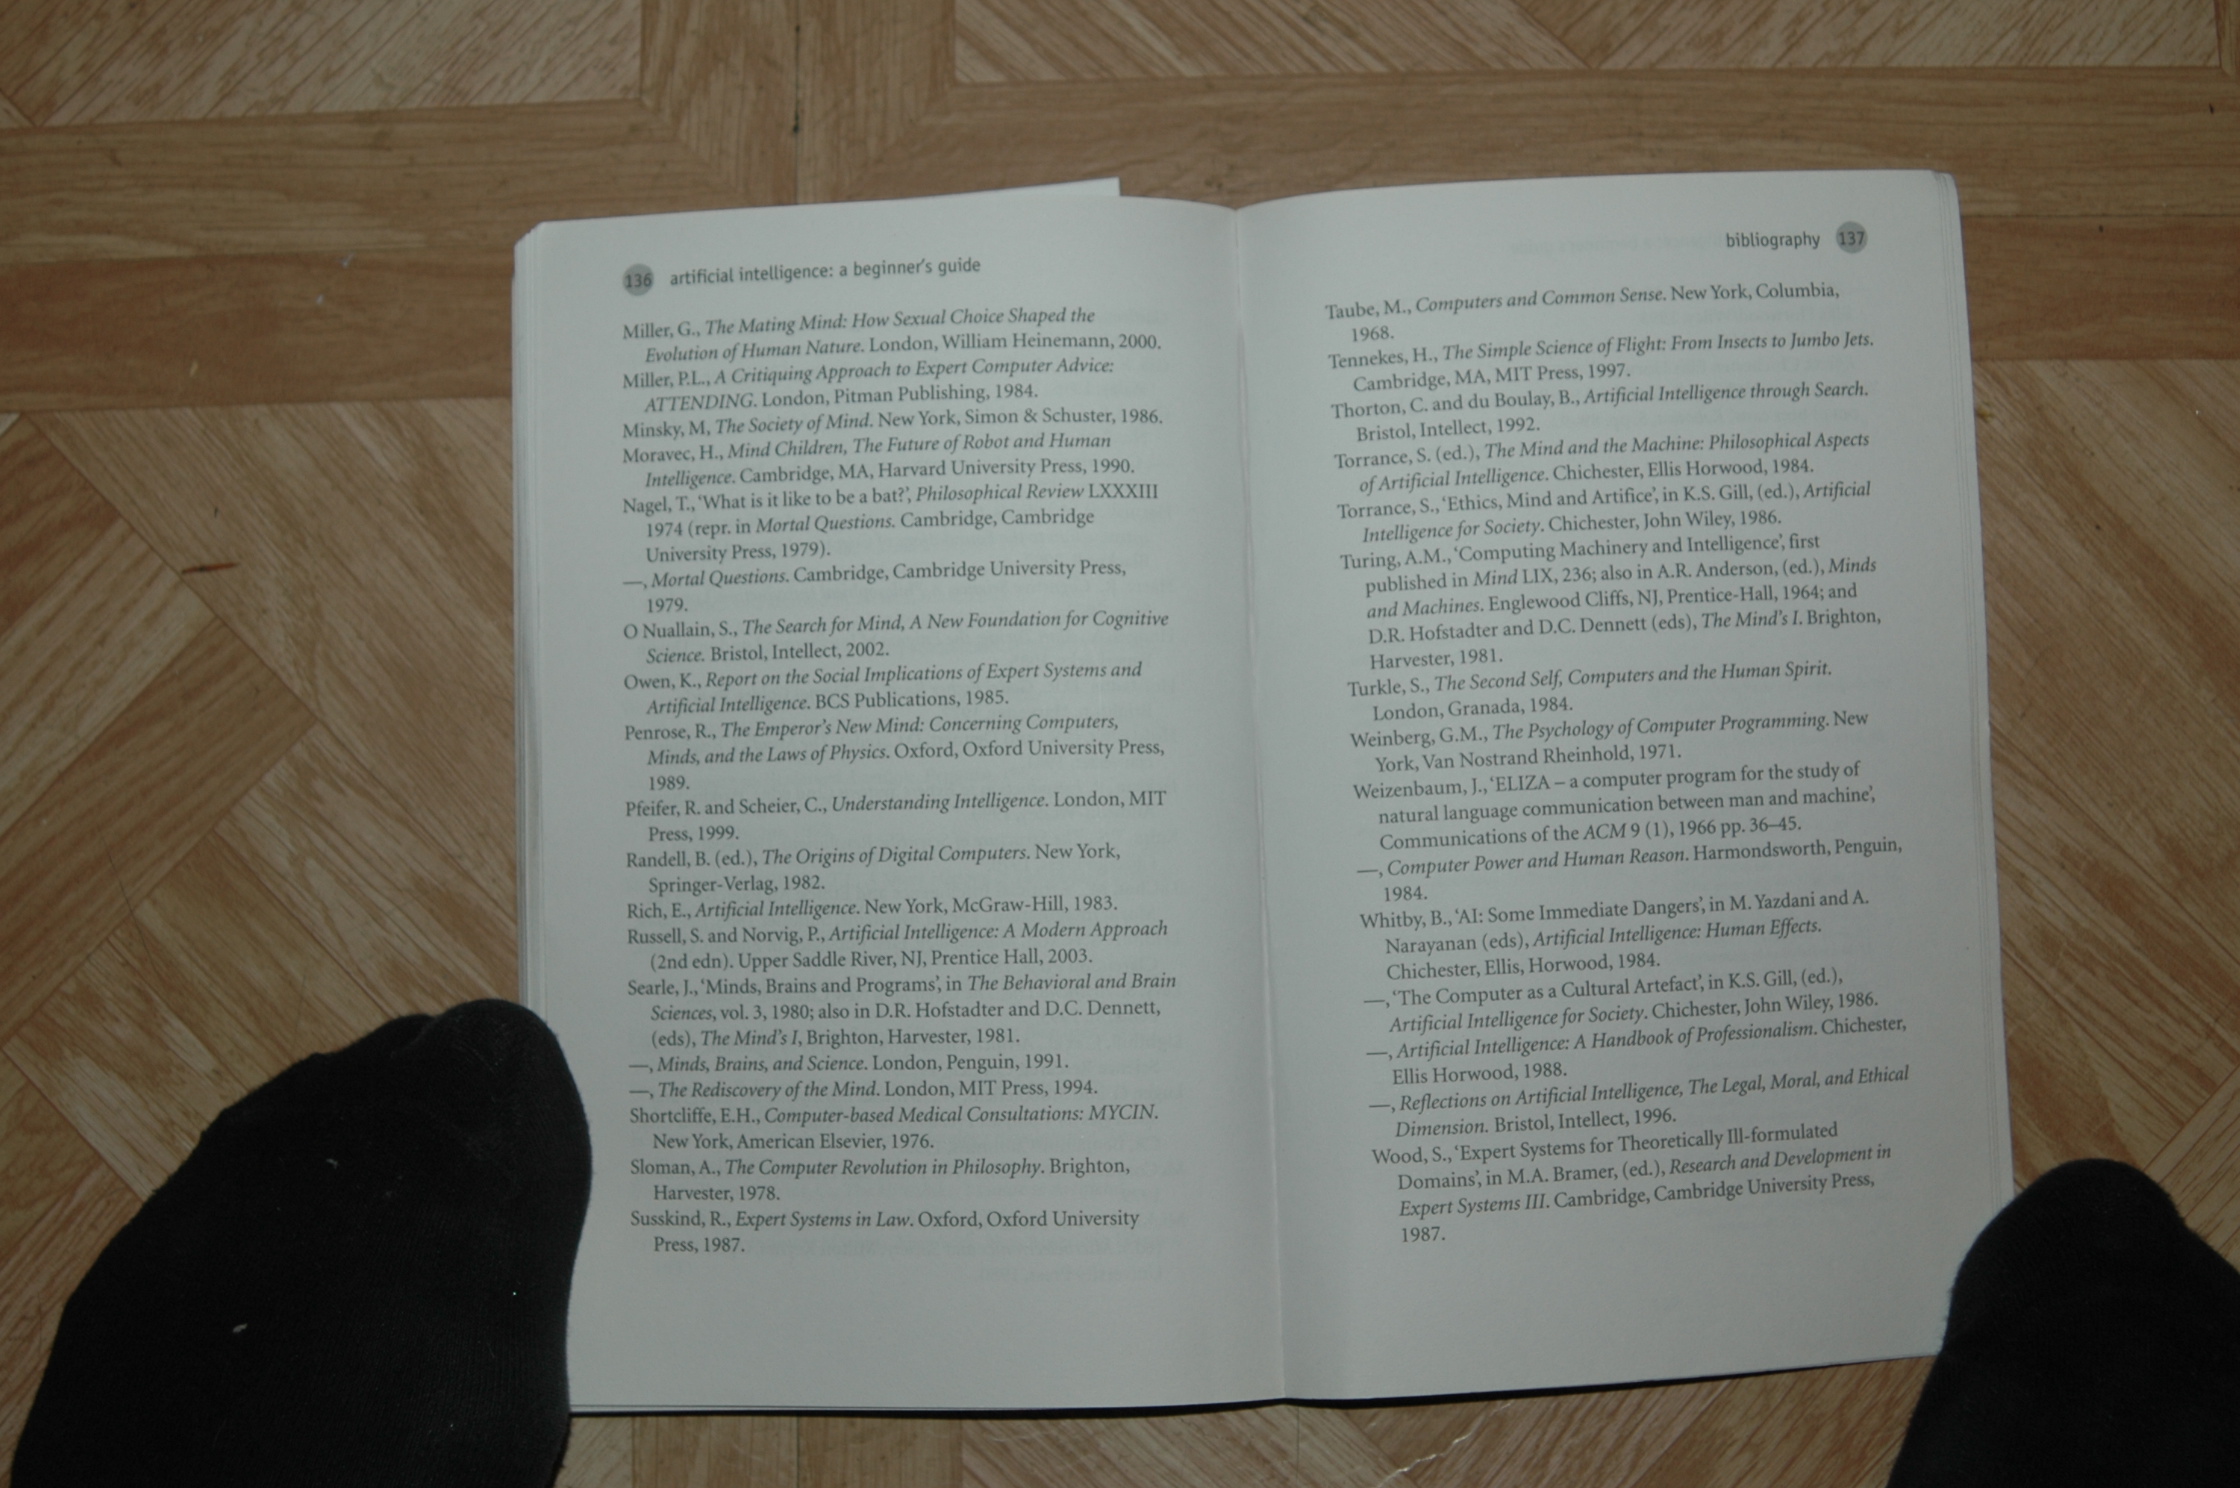 136 artificial intelligence: a beginner's guide
Miller, G., The Mating Mind: How Sexual Choice Shaped the
Evolution of Human Nature. London, William Heinemann, 2000.
Miller, P.L., A Critiquing Approach to Expert Computer Advice:
ATTENDING. London, Pitman Publishing, 1984.
Minsky, M, The Society of Mind. New York, Simon & Schuster, 1986.
Moravec, H., Mind Children, The Future of Robot and Human
Intelligence. Cambridge, MA, Harvard University Press, 1990.
Nagel, T., 'What is it like to be a bat?', Philosophical Review LXXXIII
1974 (repr. in Mortal Questions. Cambridge, Cambridge
University Press, 1979).
—, Mortal Questions. Cambridge, Cambridge University Press,
1979.
O Nuallain, S., The Search for Mind, A New Foundation for Cognitive
Science. Bristol, Intellect, 2002.
Owen, K., Report on the Social Implications of Expert Systems and
Artificial Intelligence. BCS Publications, 1985.
Penrose, R., The Emperor's New Mind: Concerning Computers,
Minds, and the Laws of Physics. Oxford, Oxford University Press,
1989.
Pfeifer, R. and Scheier, C., Understanding Intelligence. London, MIT
Press, 1999.
Randell, B. (ed.), The Origins of Digital Computers. New York,
Springer-Verlag, 1982.
Rich, E., Artificial Intelligence. New York, McGraw-Hill, 1983.
Russell, S. and Norvig, P., Artificial Intelligence: A Modern Approach
(2nd edn). Upper Saddle River, NJ, Prentice Hall, 2003.
Searle, J., 'Minds, Brains and Programs', in The Behavioral and Brain
Sciences, vol. 3, 1980; also in D.R. Hofstadter and D.C. Dennett,
(eds), The Mind's I, Brighton, Harvester, 1981.
—, Minds, Brains, and Science. London, Penguin, 1991.
—, The Rediscovery of the Mind. London, MIT Press, 1994.
Shortcliffe, E.H., Computer-based Medical Consultations: MYCIN.
New York, American Elsevier, 1976.
Sloman, A., The Computer Revolution in Philosophy. Brighton,
Harvester, 1978.
Susskind, R., Expert Systems in Law. Oxford, Oxford University
Press, 1987.
bibliography 137
Taube, M., Computers and Common Sense. New York, Columbia,
1968.
Tennekes, H., The Simple Science of Flight: From Insects to Jumbo Jets.
Cambridge, MA, MIT Press, 1997.
Thorton, C. and du Boulay, B., Artificial Intelligence through Search.
Bristol, Intellect, 1992.
Torrance, S. (ed.), The Mind and the Machine: Philosophical Aspects
of Artificial Intelligence. Chichester, Ellis Horwood, 1984.
Torrance, S., 'Ethics, Mind and Artifice', in K.S. Gill, (ed.), Artificial
Intelligence for Society. Chichester, John Wiley, 1986.
Turing, A.M., 'Computing Machinery and Intelligence', first
published in Mind LIX, 236; also in A.R. Anderson, (ed.), Minds
and Machines. Englewood Cliffs, NJ, Prentice-Hall, 1964; and
D.R. Hofstadter and D.C. Dennett (eds), The Mind's I. Brighton,
Harvester, 1981.
Turkle, S., The Second Self, Computers and the Human Spirit.
London, Granada, 1984.
Weinberg, G.M., The Psychology of Computer Programming. New
York, Van Nostrand Rheinhold, 1971.
Weizenbaum, J., 'ELIZA – a computer program for the study of
natural language communication between man and machine',
Communications of the ACM 9 (1), 1966 pp. 36–45.
—, Computer Power and Human Reason. Harmondsworth, Penguin,
1984.
Whitby, B., 'AI: Some Immediate Dangers', in M. Yazdani and A.
Narayanan (eds), Artificial Intelligence: Human Effects.
Chichester, Ellis, Horwood, 1984.
—, 'The Computer as a Cultural Artefact', in K.S. Gill, (ed.),
Artificial Intelligence for Society. Chichester, John Wiley, 1986.
—, Artificial Intelligence: A Handbook of Professionalism. Chichester,
Ellis Horwood, 1988.
—, Reflections on Artificial Intelligence, The Legal, Moral, and Ethical
Dimension. Bristol, Intellect, 1996.
Wood, S., 'Expert Systems for Theoretically Ill-formulated
Domains', in M.A. Bramer, (ed.), Research and Development in
Expert Systems III. Cambridge, Cambridge University Press,
1987.